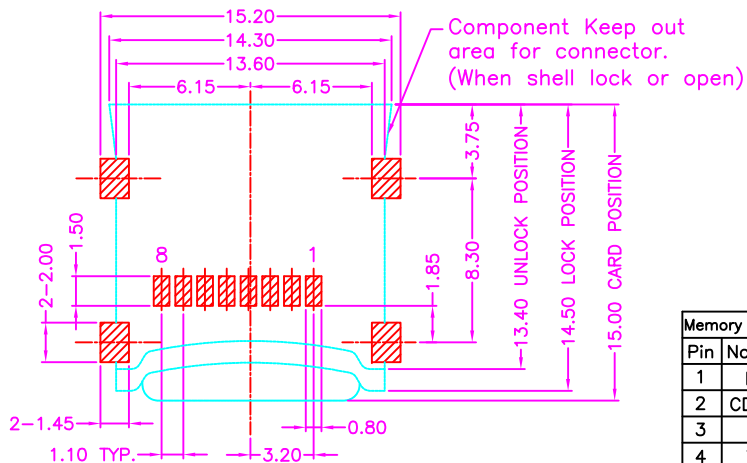 15.20
14.30
13.60
6.15
6.15
Component Keep out
area for connector.
(When shell lock or open)
3.75
8.30
1.85
13.40 UNLOCK POSITION
14.50 LOCK POSITION
15.00 CARD POSITION
8
1
1.50
2-2.00
2-1.45
1.10 TYP.
3.20
0.80
Memory
Pin
1
2 CD
3
4